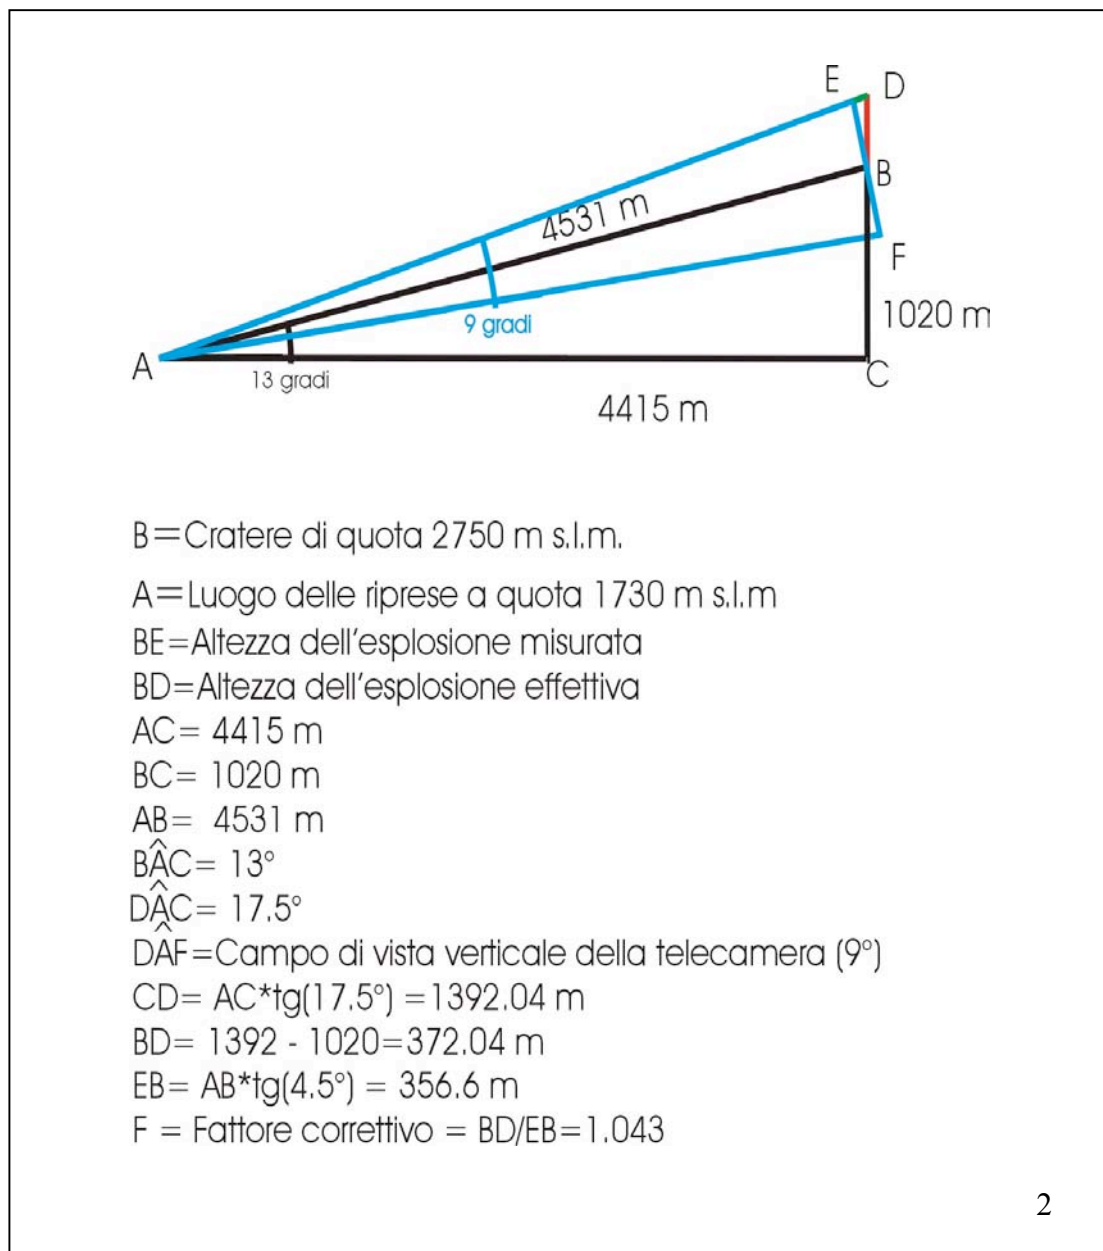 E D
B
4531 m
F
9 gradi
1020 m
A
13 gradi
C
4415 m
B=Cratere di quota 2750 m s.l.m.
A=Luogo delle riprese a quota 1730 m s.l.m
BE=Altezza dell'esplosione misurata
BD=Altezza dell'esplosione effettiva
AC= 4415 m
BC= 1020 m
AB= 4531 m
BÂC= 13°
DÂC= 17.5°
DÂF=Campo di vista verticale della telecamera (9°)
CD= AC*tg(17.5°) =1392.04 m
BD= 1392 - 1020=372.04 m
EB= AB*tg(4.5°) = 356.6 m
F = Fattore correttivo = BD/EB=1.043
2